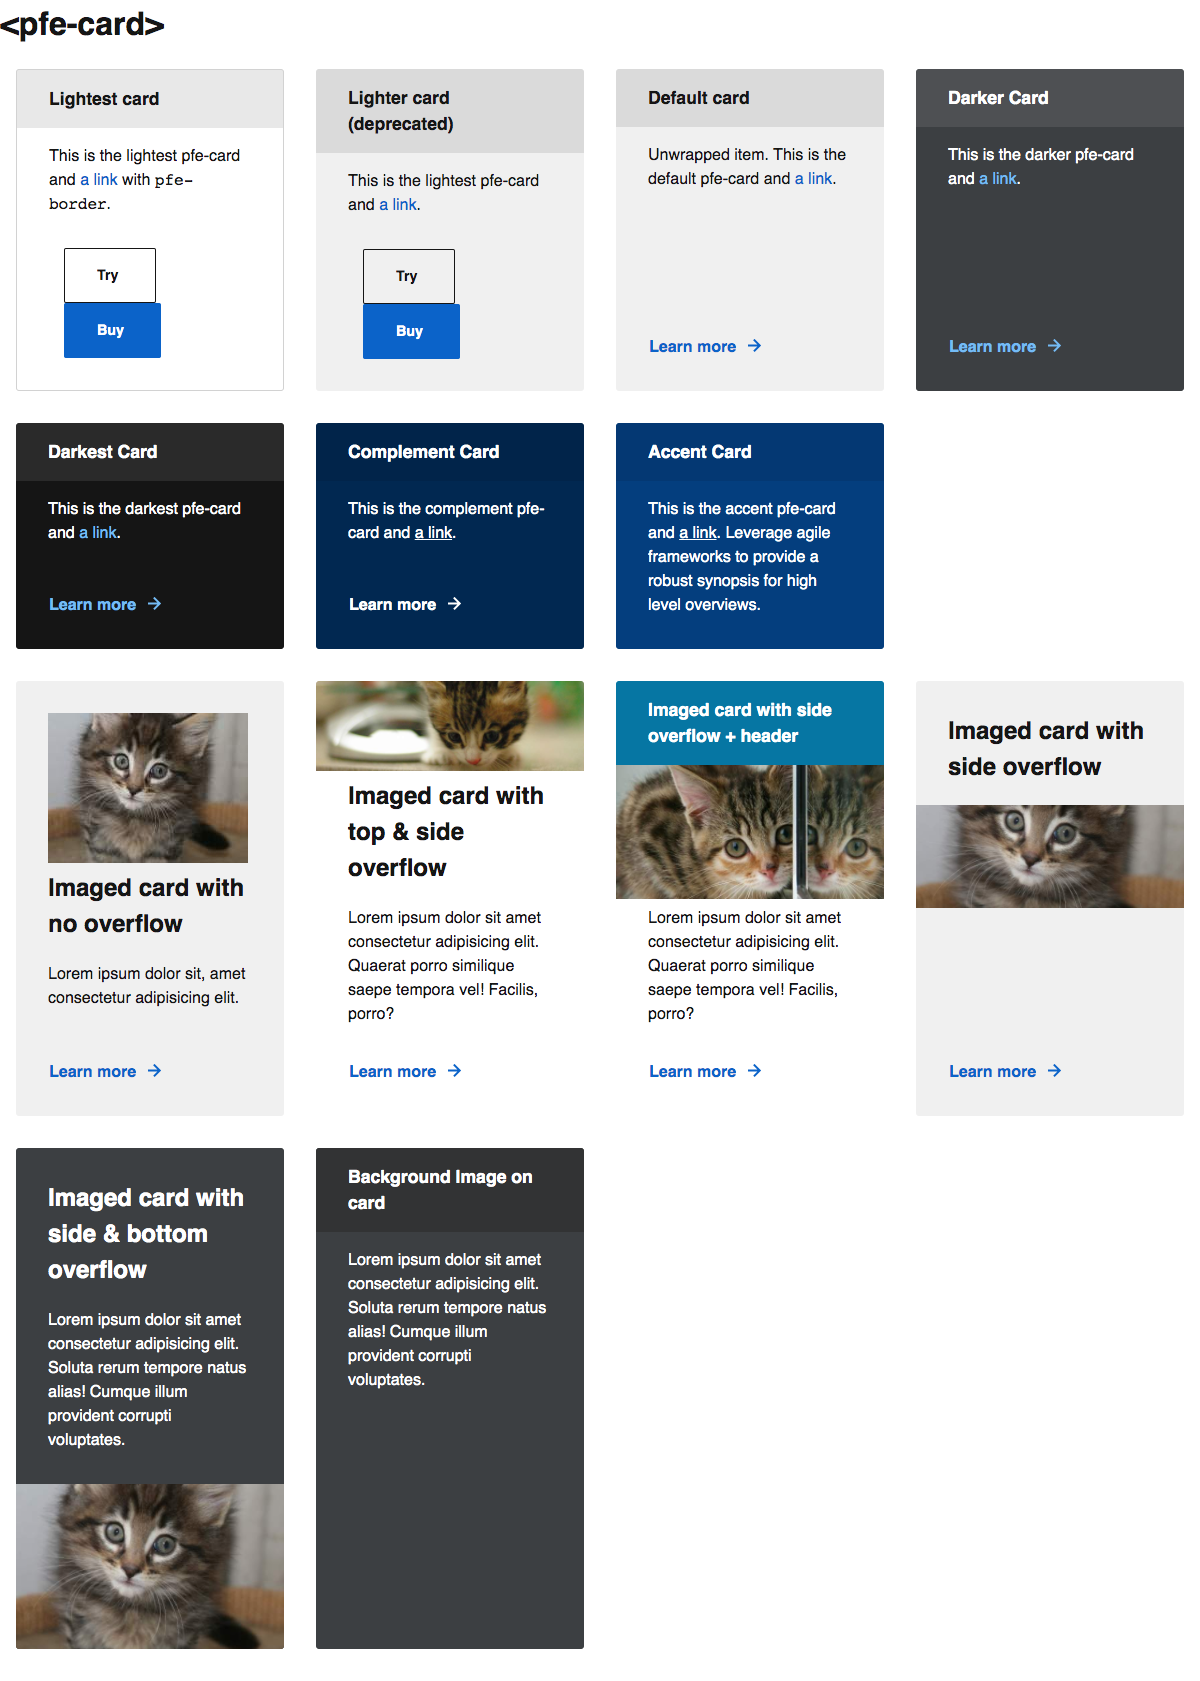 <pfe-card>
Lightest card
This is the lightest pfe-card
and a link with pfe-
border.
Try
Buy
Lighter card
(deprecated)
This is the lightest pfe-card
and a link.
Try
Buy
Default card
Unwrapped item. This is the
default pfe-card and a link.
Learn more
Darker Card
This is the darker pfe-card
and a link.
Learn more
Darkest Card
This is the darkest pfe-card
and a link.
Learn more
Complement Card
This is the complement pfe-
card and a link.
Learn more
Accent Card
This is the accent pfe-card
and a link. Leverage agile
frameworks to provide a
robust synopsis for high
level overviews.
Imaged card with
no overflow
Lorem ipsum dolor sit, amet
consectetur adipisicing elit.
Learn more
Imaged card with
top & side
overflow
Lorem ipsum dolor sit amet
consectetur adipisicing elit.
Quaerat porro similique
saepe tempora vel! Facilis,
porro?
Learn more
Imaged card with side
overflow + header
Lorem ipsum dolor sit amet
consectetur adipisicing elit.
Quaerat porro similique
saepe tempora vel! Facilis,
porro?
Learn more
Imaged card with
side overflow
Learn more
Imaged card with
side & bottom
overflow
Lorem ipsum dolor sit amet
consectetur adipisicing elit.
Soluta rerum tempore natus
alias! Cumque illum
provident corrupti
voluptates.
Background Image on
card
Lorem ipsum dolor sit amet
consectetur adipisicing elit.
Soluta rerum tempore natus
alias! Cumque illum
provident corrupti
voluptates.